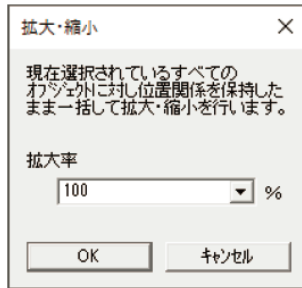 拡大・縮小
現在選択されているすべての
ｵﾌﾞｼﾞｪｸﾄに対し位置関係を保持した
まま一括して拡大・縮小を行います。
拡大率
100 %
OK ｷｬﾝｾﾙ